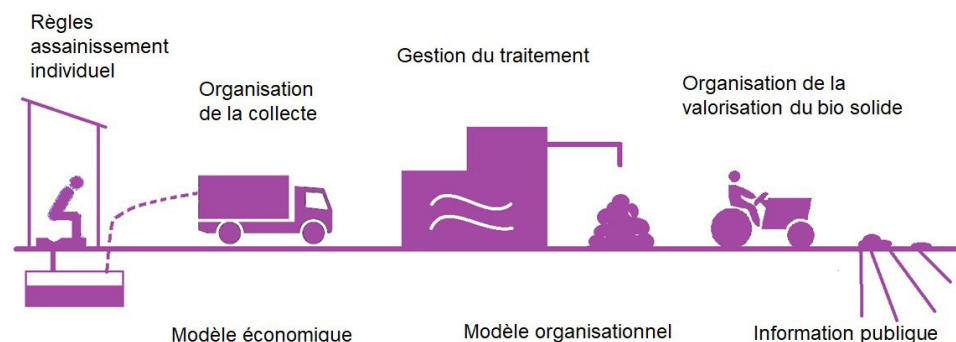 Règles
assainissement
individuel
Organisation
de la collecte
Gestion du traitement
Organisation de la
valorisation du bio solide
Modèle économique
Modèle organisationnel
Information publique